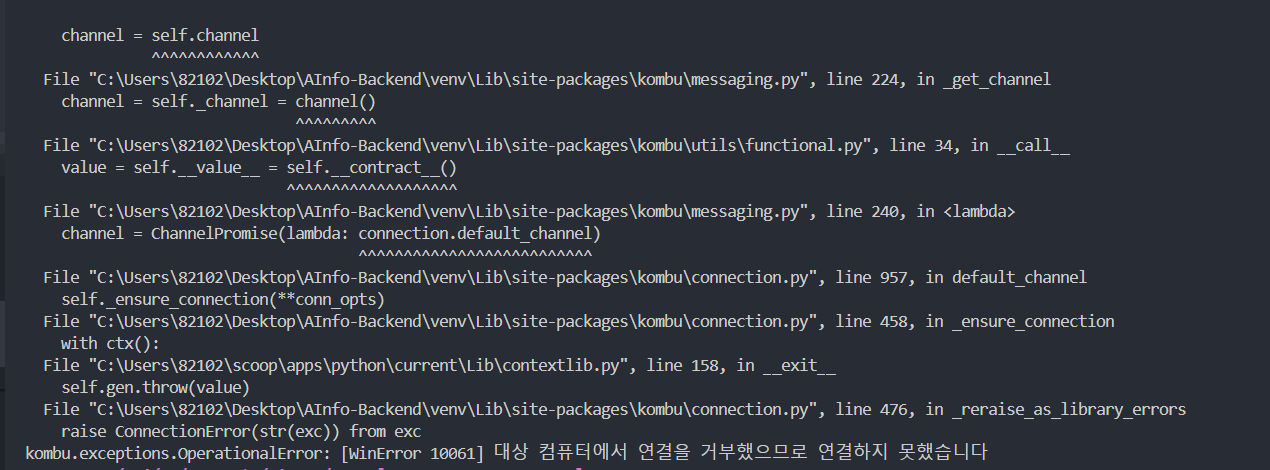 channel = self.channel
^^^^^^^^^^^^
File "C:\Users\82102\Desktop\AInfo-Backend\venv\Lib\site-packages\kombu\messaging.py", line 224, in _get_channel
channel = self._channel = channel()
^^^^^^^^^
File "C:\Users\82102\Desktop\AInfo-Backend\venv\Lib\site-packages\kombu\utils\functional.py", line 34, in __call__
value = self.__value__ = self.__contract__()
^^^^^^^^^^^^^^^^^^^
File "C:\Users\82102\Desktop\AInfo-Backend\venv\Lib\site-packages\kombu\messaging.py", line 240, in <lambda>
channel = ChannelPromise(lambda: connection.default_channel)
^^^^^^^^^^^^^^^^^^^^^^^^^^
File "C:\Users\82102\Desktop\AInfo-Backend\venv\Lib\site-packages\kombu\connection.py", line 957, in default_channel
self._ensure_connection(**conn_opts)
File "C:\Users\82102\Desktop\AInfo-Backend\venv\Lib\site-packages\kombu\connection.py", line 458, in _ensure_connection
with ctx():
File "C:\Users\82102\scoop\apps\python\current\Lib\contextlib.py", line 158, in __exit__
self.gen.throw(value)
File "C:\Users\82102\Desktop\AInfo-Backend\venv\Lib\site-packages\kombu\connection.py", line 476, in _reraise_as_library_errors
raise ConnectionError(str(exc)) from exc
kombu.exceptions.OperationalError: [WinError 10061] 대상 컴퓨터에서 연결을 거부했으므로 연결하지 못했습니다